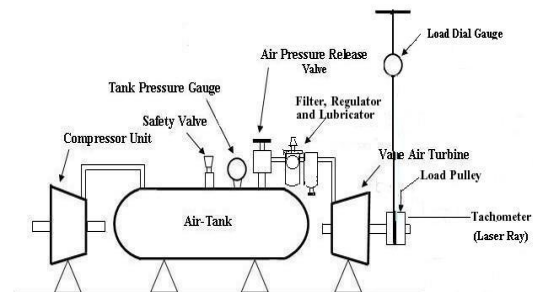 Load Dial Gauge
Air Pressure Release
Valve
Tank Pressure Gauge
Filter, Regulator
and Lubricator
Safety Valve
Compressor Unit
Vane Air Turbine
Load Pulley
Air-Tank
Tachometer
(Laser Ray)